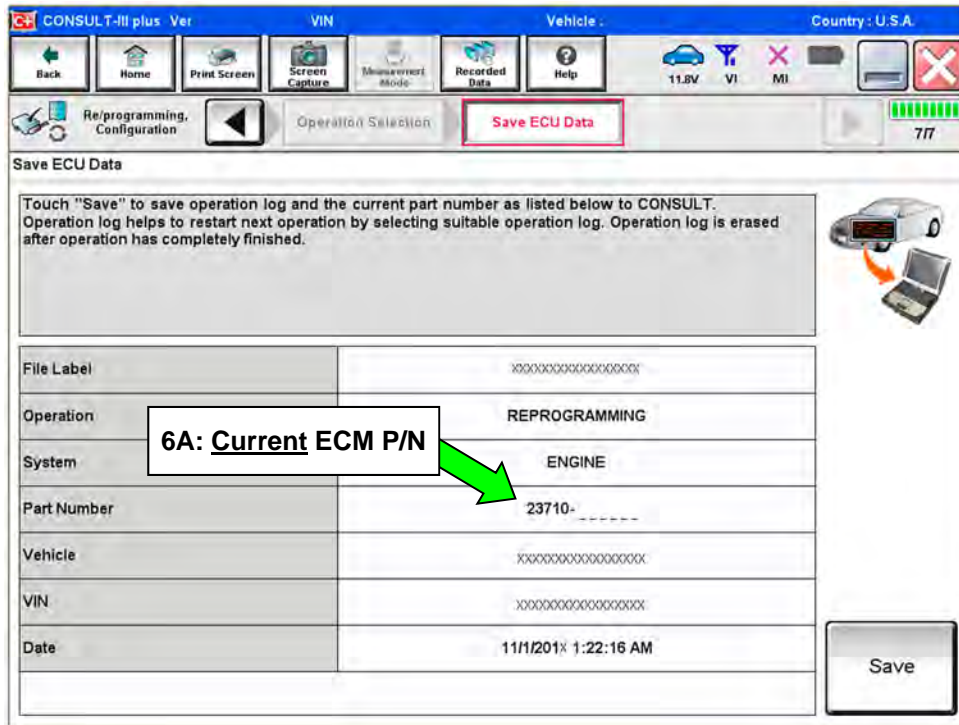 C+ CONSULT-III plus Ver VIN Vehicle : Country : U.S.A.
Back Home Print Screen Screen Capture Measurement Mode Recorded Data Help 11.8V VI MI
Re/programming, Configuration Operation Selection Save ECU Data 7/7
Save ECU Data
Touch "Save" to save operation log and the current part number as listed below to CONSULT.
Operation log helps to restart next operation by selecting suitable operation log. Operation log is erased
after operation has completely finished.
File Label XXXXXXXXXXXXXXXXX
Operation REPROGRAMMING
6A: Current ECM P/N
System ENGINE
Part Number 23710-_ _ _ _ _ _
Vehicle XXXXXXXXXXXXXXXXX
VIN XXXXXXXXXXXXXXXXX
Date 11/1/201X 1:22:16 AM
Save